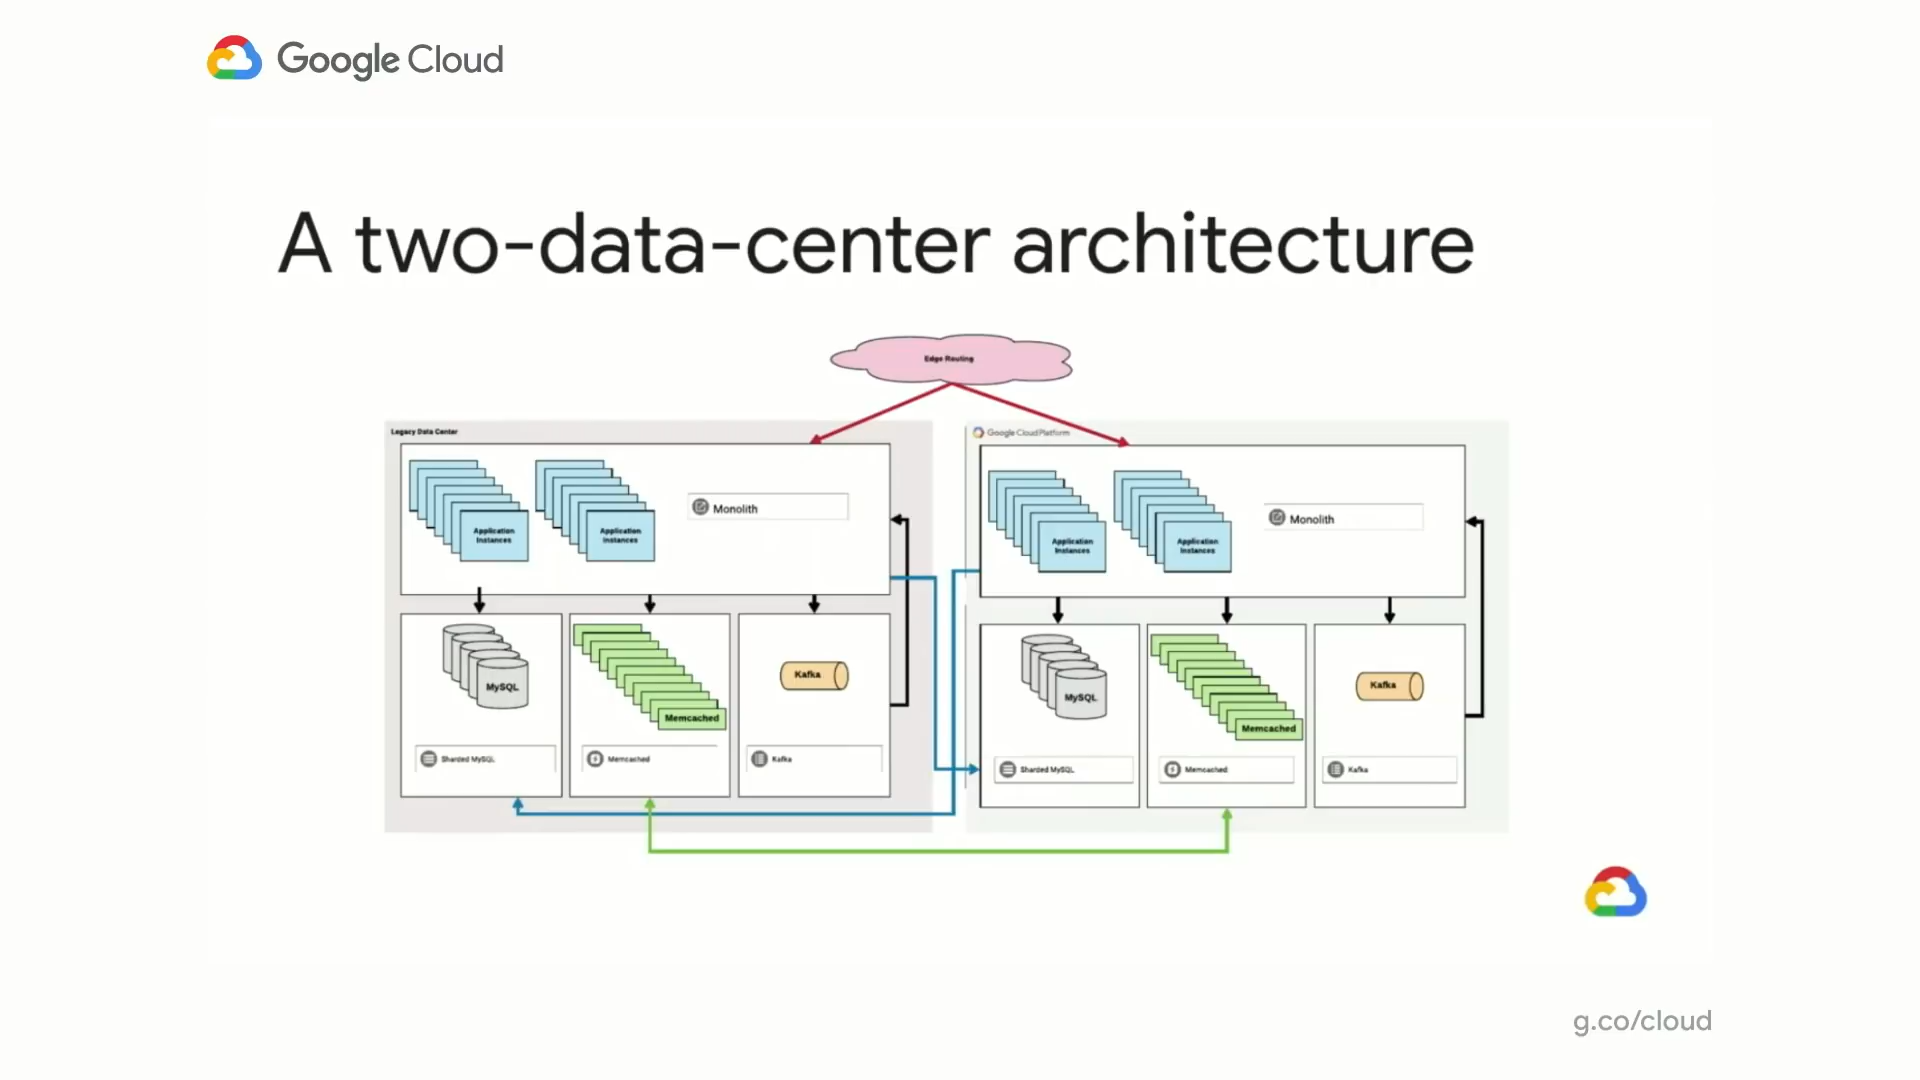 Google Cloud
A two-data-center architecture
Edge Routing
Legacy Data Center
Application
Instances
Application
Instances
Monolith
MySQL
Sharded MySQL
Memcached
Memcached
Kafka
Kafka
Google Cloud Platform
Application
Instances
Application
Instances
Monolith
MySQL
Sharded MySQL
Memcached
Memcached
Kafka
Kafka
g.co/cloud